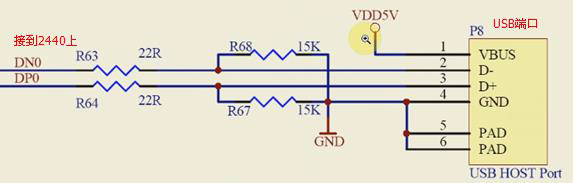 VDD5V
USB端口
P8
接到2440上
R63
22R
R68
15K
1
VBUS
DN0
2
D-
DP0
3
D+
R64
22R
R67
15K
4
GND
GND
5
PAD
6
PAD
USB HOST Port